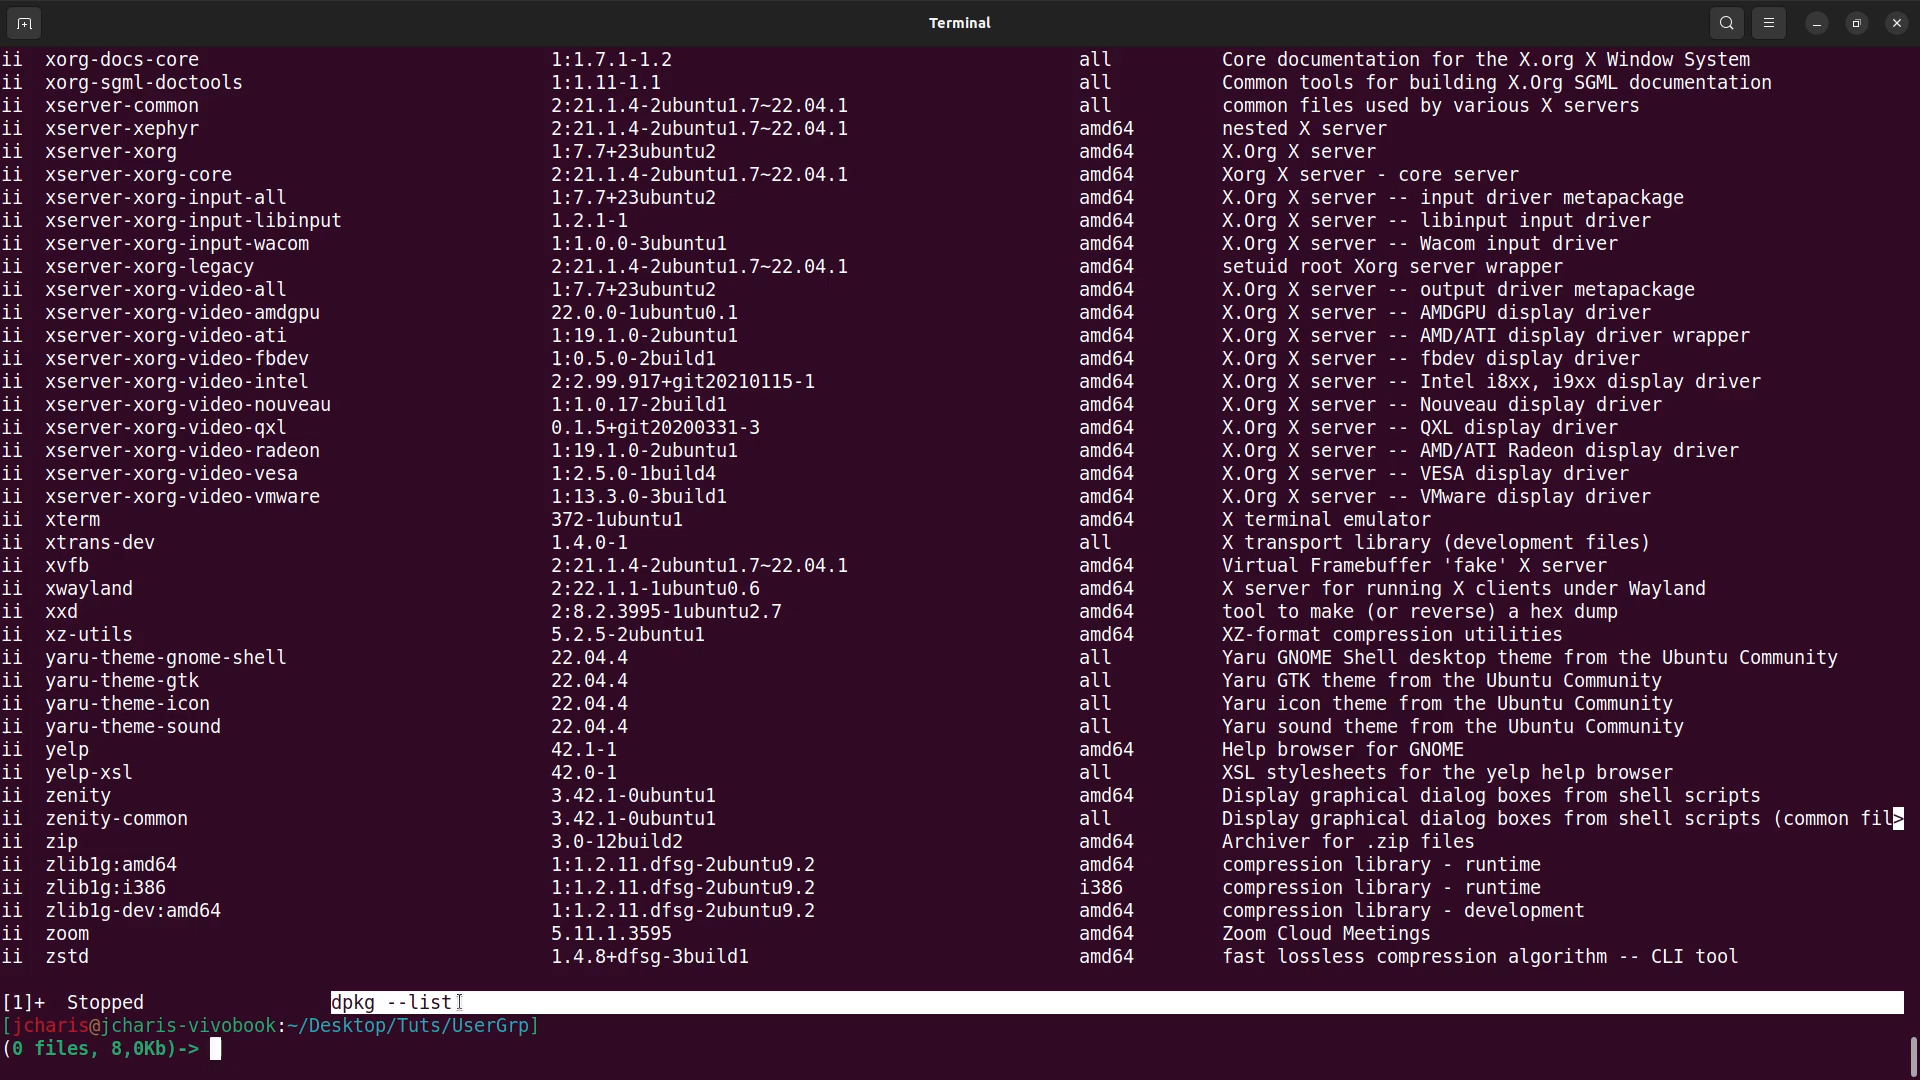 Terminal
ii xorg-docs-core 1:1.7.1-1.2 all Core documentation for the X.org X Window System
ii xorg-sgml-doctools 1:1.11-1.1 all Common tools for building X.Org SGML documentation
ii xserver-common 2:21.1.4-2ubuntu1.7~22.04.1 all common files used by various X servers
ii xserver-xephyr 2:21.1.4-2ubuntu1.7~22.04.1 amd64 nested X server
ii xserver-xorg 1:7.7+23ubuntu2 amd64 X.Org X server
ii xserver-xorg-core 2:21.1.4-2ubuntu1.7~22.04.1 amd64 Xorg X server - core server
ii xserver-xorg-input-all 1:7.7+23ubuntu2 amd64 X.Org X server -- input driver metapackage
ii xserver-xorg-input-libinput 1.2.1-1 amd64 X.Org X server -- libinput input driver
ii xserver-xorg-input-wacom 1:1.0.0-3ubuntu1 amd64 X.Org X server -- Wacom input driver
ii xserver-xorg-legacy 2:21.1.4-2ubuntu1.7~22.04.1 amd64 setuid root Xorg server wrapper
ii xserver-xorg-video-all 1:7.7+23ubuntu2 amd64 X.Org X server -- output driver metapackage
ii xserver-xorg-video-amdgpu 22.0.0-1ubuntu0.1 amd64 X.Org X server -- AMDGPU display driver
ii xserver-xorg-video-ati 1:19.1.0-2ubuntu1 amd64 X.Org X server -- AMD/ATI display driver wrapper
ii xserver-xorg-video-fbdev 1:0.5.0-2build1 amd64 X.Org X server -- fbdev display driver
ii xserver-xorg-video-intel 2:2.99.917+git20210115-1 amd64 X.Org X server -- Intel i8xx, i9xx display driver
ii xserver-xorg-video-nouveau 1:1.0.17-2build1 amd64 X.Org X server -- Nouveau display driver
ii xserver-xorg-video-qxl 0.1.5+git20200331-3 amd64 X.Org X server -- QXL display driver
ii xserver-xorg-video-radeon 1:19.1.0-2ubuntu1 amd64 X.Org X server -- AMD/ATI Radeon display driver
ii xserver-xorg-video-vesa 1:2.5.0-1build4 amd64 X.Org X server -- VESA display driver
ii xserver-xorg-video-vmware 1:13.3.0-3build1 amd64 X.Org X server -- VMware display driver
ii xterm 372-1ubuntu1 amd64 X terminal emulator
ii xtrans-dev 1.4.0-1 all X transport library (development files)
ii xvfb 2:21.1.4-2ubuntu1.7~22.04.1 amd64 Virtual Framebuffer 'fake' X server
ii xwayland 2:22.1.1-1ubuntu0.6 amd64 X server for running X clients under Wayland
ii xxd 2:8.2.3995-1ubuntu2.7 amd64 tool to make (or reverse) a hex dump
ii xz-utils 5.2.5-2ubuntu1 amd64 XZ-format compression utilities
ii yaru-theme-gnome-shell 22.04.4 all Yaru GNOME Shell desktop theme from the Ubuntu Community
ii yaru-theme-gtk 22.04.4 all Yaru GTK theme from the Ubuntu Community
ii yaru-theme-icon 22.04.4 all Yaru icon theme from the Ubuntu Community
ii yaru-theme-sound 22.04.4 all Yaru sound theme from the Ubuntu Community
ii yelp 42.1-1 amd64 Help browser for GNOME
ii yelp-xsl 42.0-1 all XSL stylesheets for the yelp help browser
ii zenity 3.42.1-0ubuntu1 amd64 Display graphical dialog boxes from shell scripts
ii zenity-common 3.42.1-0ubuntu1 all Display graphical dialog boxes from shell scripts (common fil>
ii zip 3.0-12build2 amd64 Archiver for .zip files
ii zlib1g:amd64 1:1.2.11.dfsg-2ubuntu9.2 amd64 compression library - runtime
ii zlib1g:i386 1:1.2.11.dfsg-2ubuntu9.2 i386 compression library - runtime
ii zlib1g-dev:amd64 1:1.2.11.dfsg-2ubuntu9.2 amd64 compression library - development
ii zoom 5.11.1.3595 amd64 Zoom Cloud Meetings
ii zstd 1.4.8+dfsg-3build1 amd64 fast lossless compression algorithm -- CLI tool
[1]+ Stopped dpkg --list
[jcharis@jcharis-vivobook:~/Desktop/Tuts/UserGrp]
(0 files, 8,0Kb)->